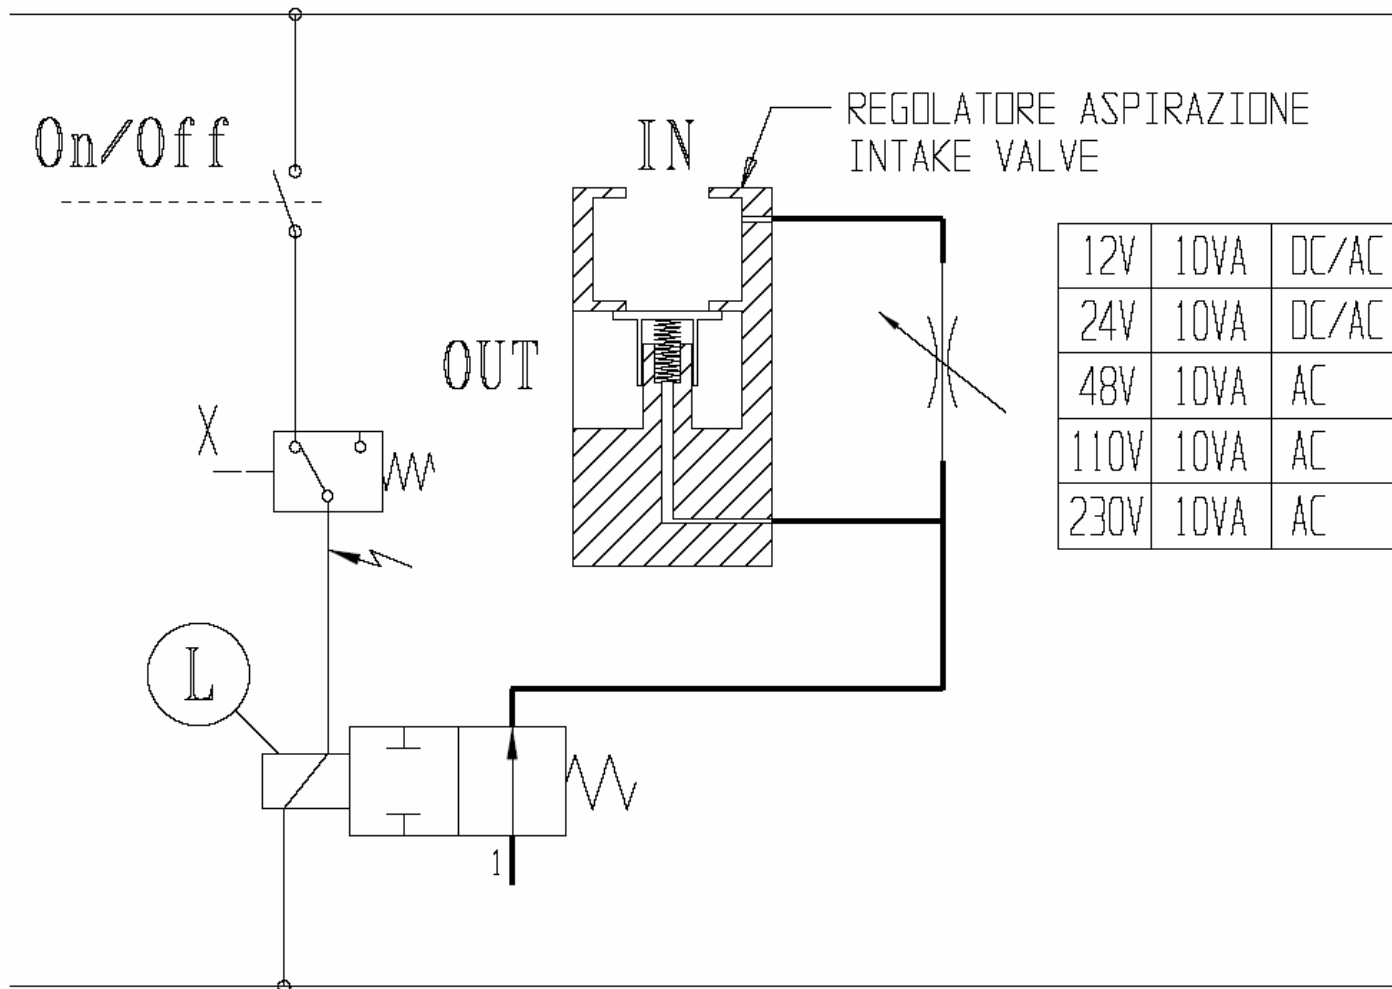 On/Off
IN
REGOLATORE ASPIRAZIONE
INTAKE VALVE
OUT
X
L
1
12V 10VA DC/AC
24V 10VA DC/AC
48V 10VA AC
110V 10VA AC
230V 10VA AC